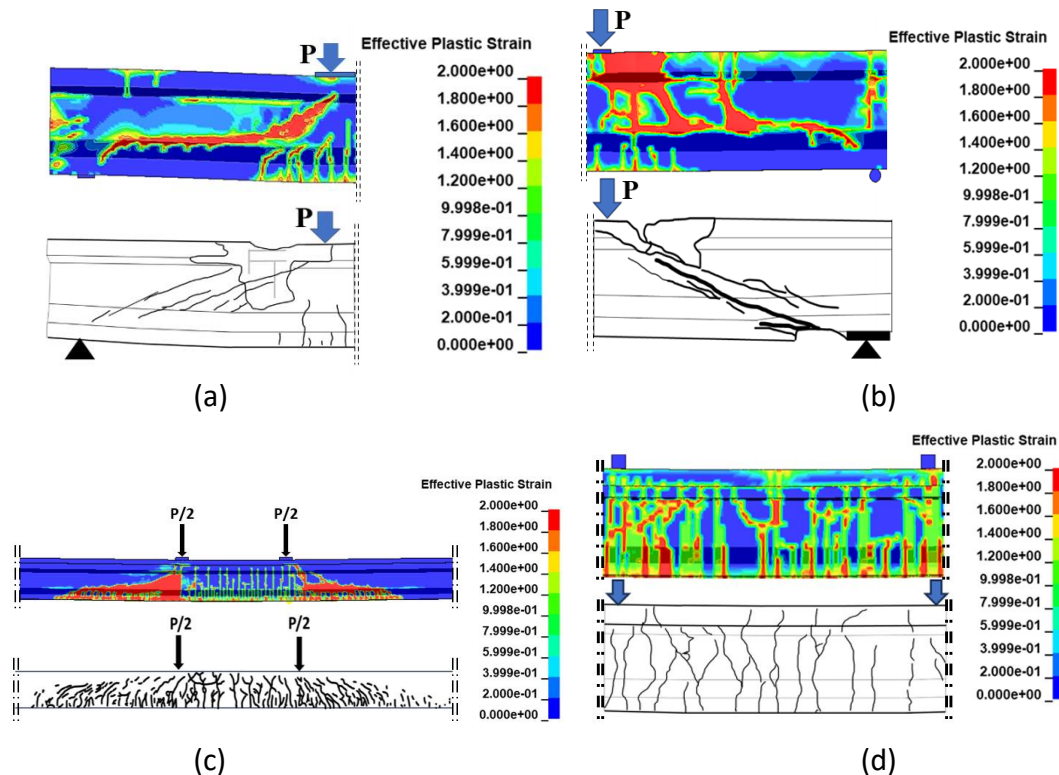 P
Effective Plastic Strain
2.000e+00
1.800e+00
1.600e+00
1.400e+00
1.200e+00
9.998e-01
7.999e-01
5.999e-01
3.999e-01
2.000e-01
0.000e+00
P
(a)
P
Effective Plastic Strain
2.000e+00
1.800e+00
1.600e+00
1.400e+00
1.200e+00
9.998e-01
7.999e-01
5.999e-01
3.999e-01
2.000e-01
0.000e+00
P
(b)
Effective Plastic Strain
2.000e+00
1.800e+00
1.600e+00
1.400e+00
1.200e+00
9.998e-01
7.999e-01
5.999e-01
3.999e-01
2.000e-01
0.000e+00
P/2 P/2
P/2 P/2
(c)
Effective Plastic Strain
2.000e+00
1.800e+00
1.600e+00
1.400e+00
1.200e+00
9.998e-01
7.999e-01
5.999e-01
3.999e-01
2.000e-01
0.000e+00
(d)